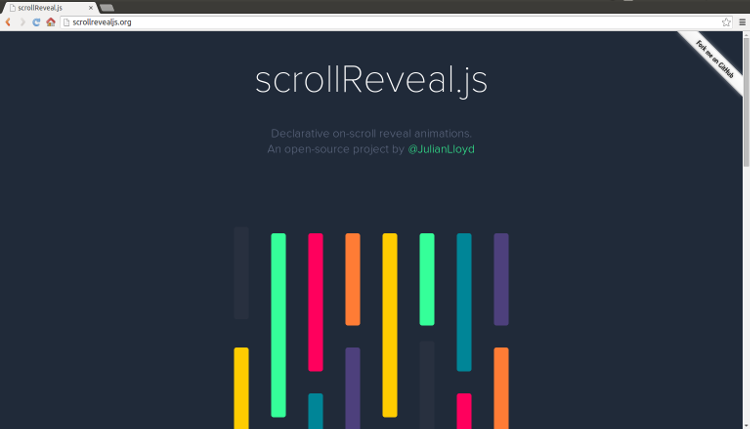 scrollReveal.js
scrollrevealjs.org
Fork me on GitHub
scrollReveal.js
Declarative on-scroll reveal animations.
An open-source project by @JulianLloyd